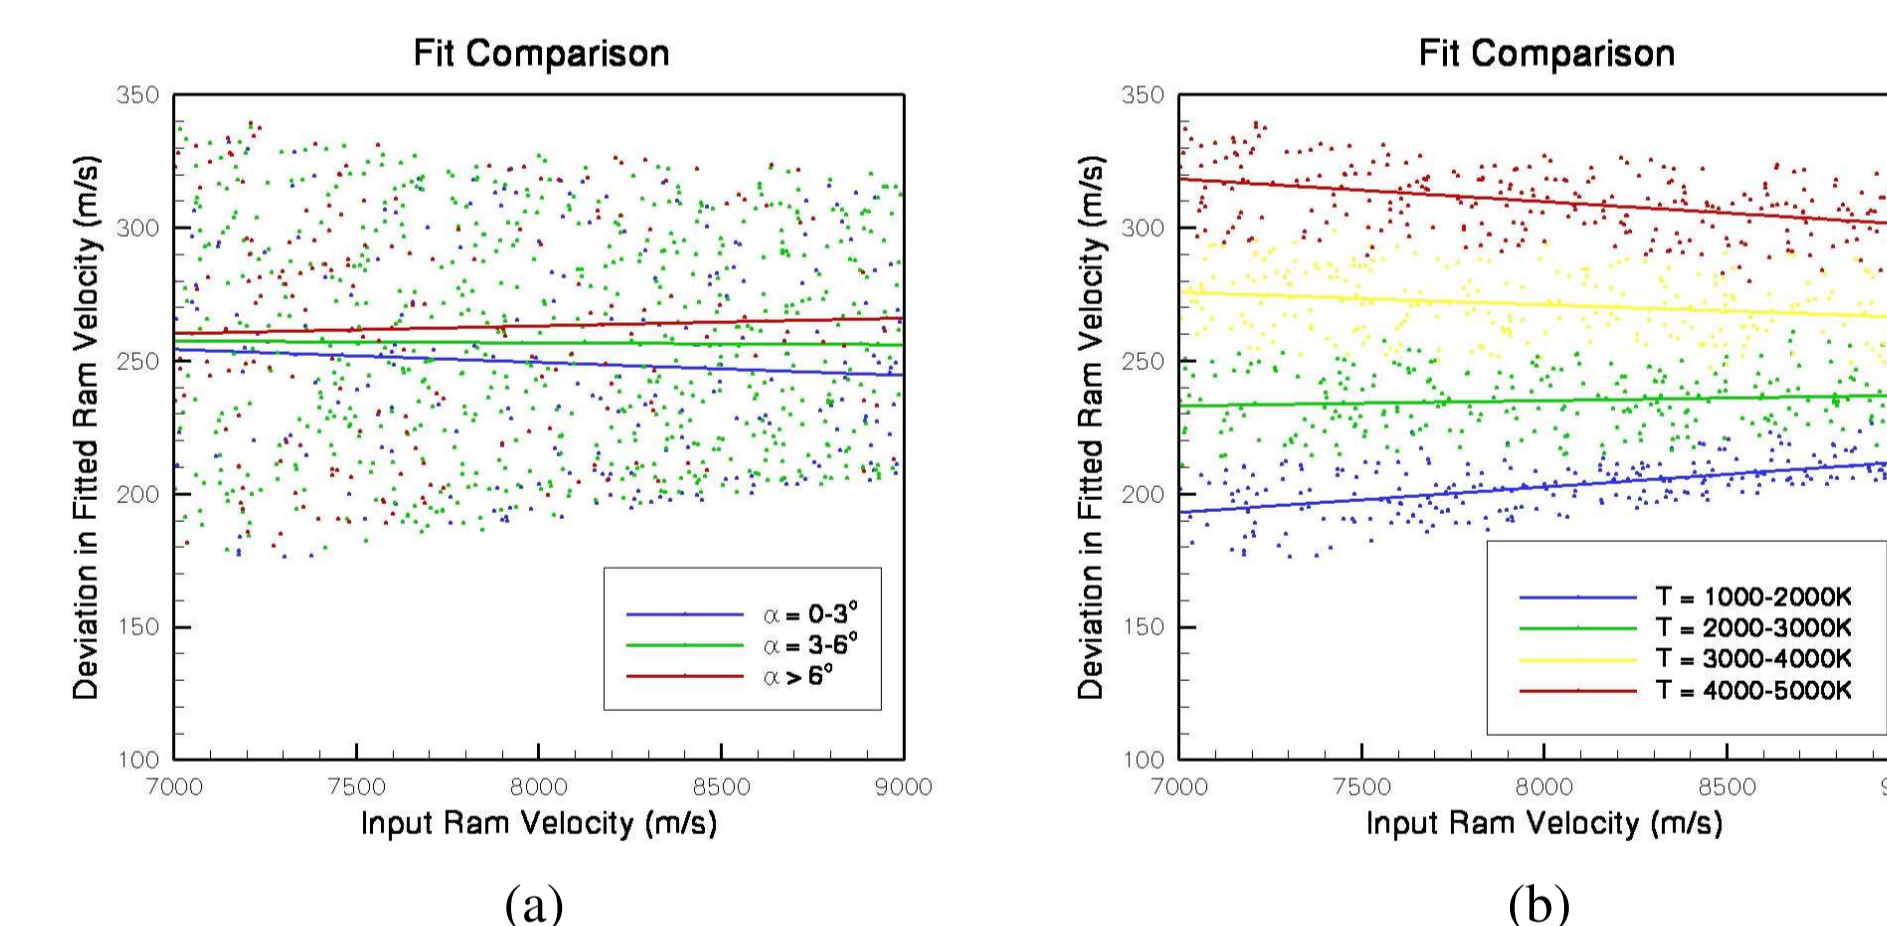 Fit Comparison
350
300
250
200
150
100
Deviation in Fitted Ram Velocity (m/s)
α = 0-3°
α = 3-6°
α > 6°
7000 7500 8000 8500 9000
Input Ram Velocity (m/s)
(a)
Fit Comparison
350
300
250
200
150
100
Deviation in Fitted Ram Velocity (m/s)
T = 1000-2000K
T = 2000-3000K
T = 3000-4000K
T = 4000-5000K
7000 7500 8000 8500
Input Ram Velocity (m/s)
(b)